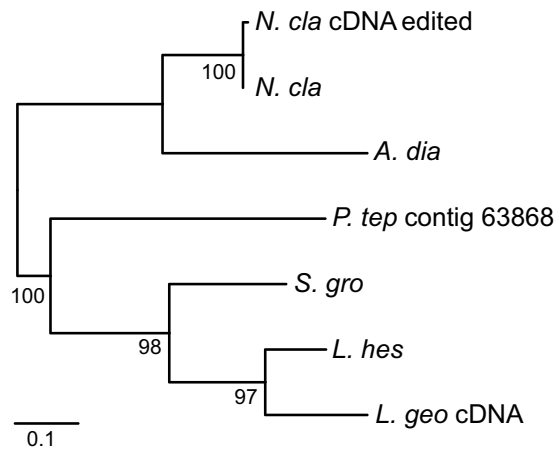 N. cla cDNA edited
100
N. cla
A. dia
P. tep contig 63868
S. gro
100
98
L. hes
97
L. geo cDNA
0.1